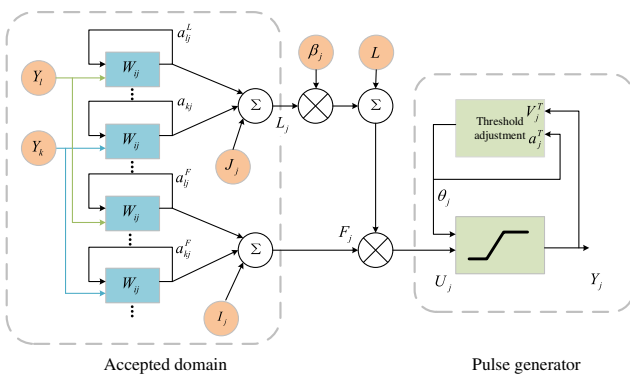 a_{lj}^{L}
W_{ij}
Y_l
a_{kj}
W_{ij}
Y_k
a_{lj}^{F}
W_{ij}
a_{kj}^{F}
W_{ij}
Σ
L_j
J_j
β_j
L
Σ
Σ
I_j
F_j
Threshold
adjustment
V_j^T
a_j^T
θ_j
U_j
Y_j
Accepted domain
Pulse generator